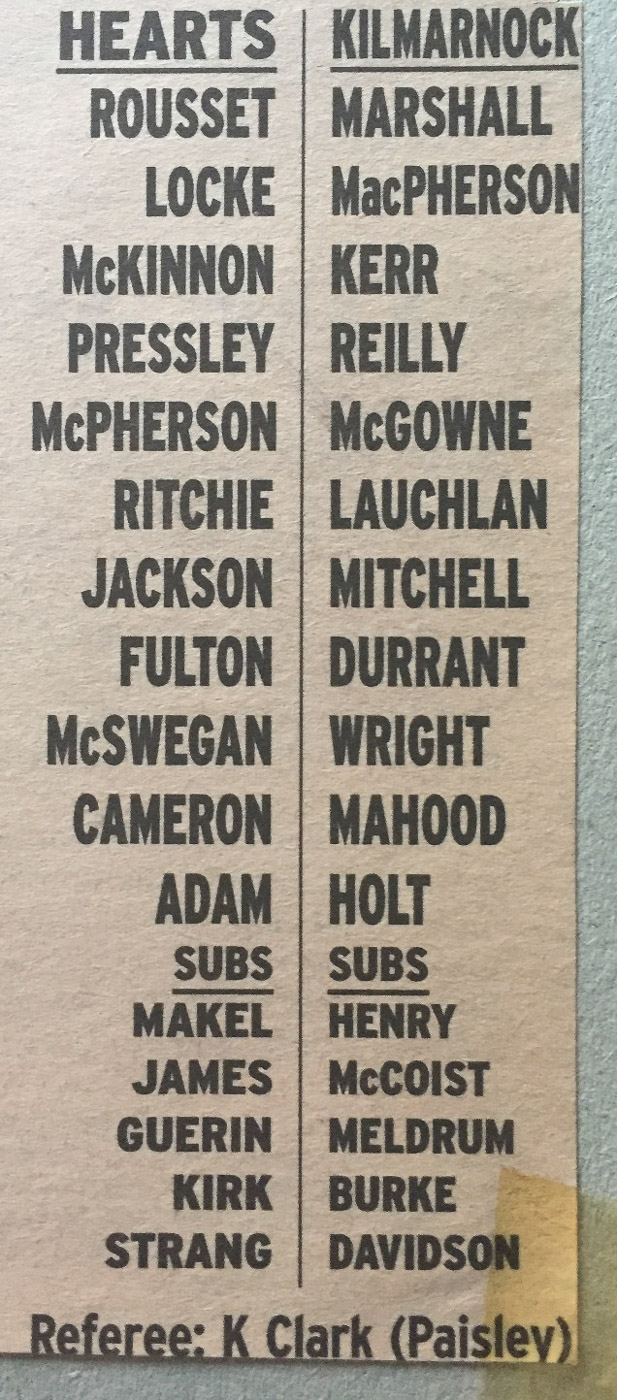 HEARTS KILMARNOCK
ROUSSET MARSHALL
LOCKE MacPHERSON
McKINNON KERR
PRESSLEY REILLY
McPHERSON McGOWNE
RITCHIE LAUCHLAN
JACKSON MITCHELL
FULTON DURRANT
McSWEGAN WRIGHT
CAMERON MAHOOD
ADAM HOLT
SUBS SUBS
MAKEL HENRY
JAMES McCOIST
GUERIN MELDRUM
KIRK BURKE
STRANG DAVIDSON
Referee: K Clark (Paisley)